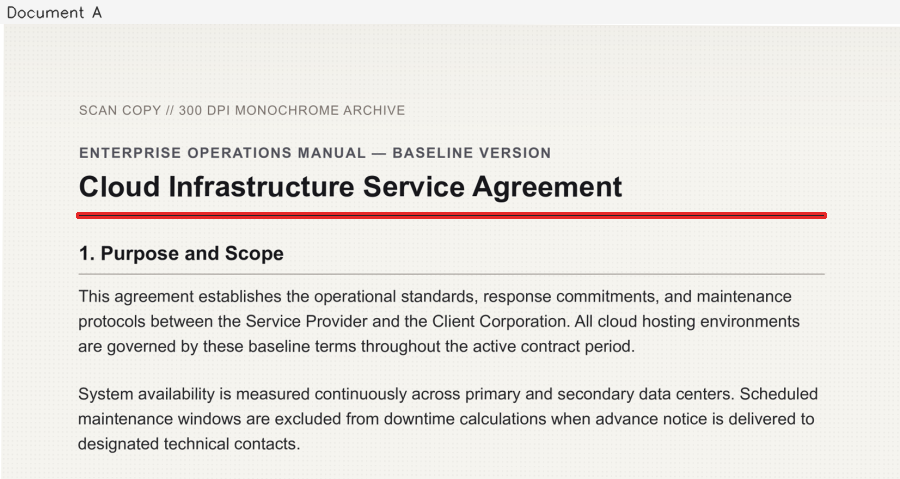 Document A
SCAN COPY // 300 DPI MONOCHROME ARCHIVE
ENTERPRISE OPERATIONS MANUAL — BASELINE VERSION
Cloud Infrastructure Service Agreement
1. Purpose and Scope
This agreement establishes the operational standards, response commitments, and maintenance
protocols between the Service Provider and the Client Corporation. All cloud hosting environments
are governed by these baseline terms throughout the active contract period.
System availability is measured continuously across primary and secondary data centers. Scheduled
maintenance windows are excluded from downtime calculations when advance notice is delivered to
designated technical contacts.